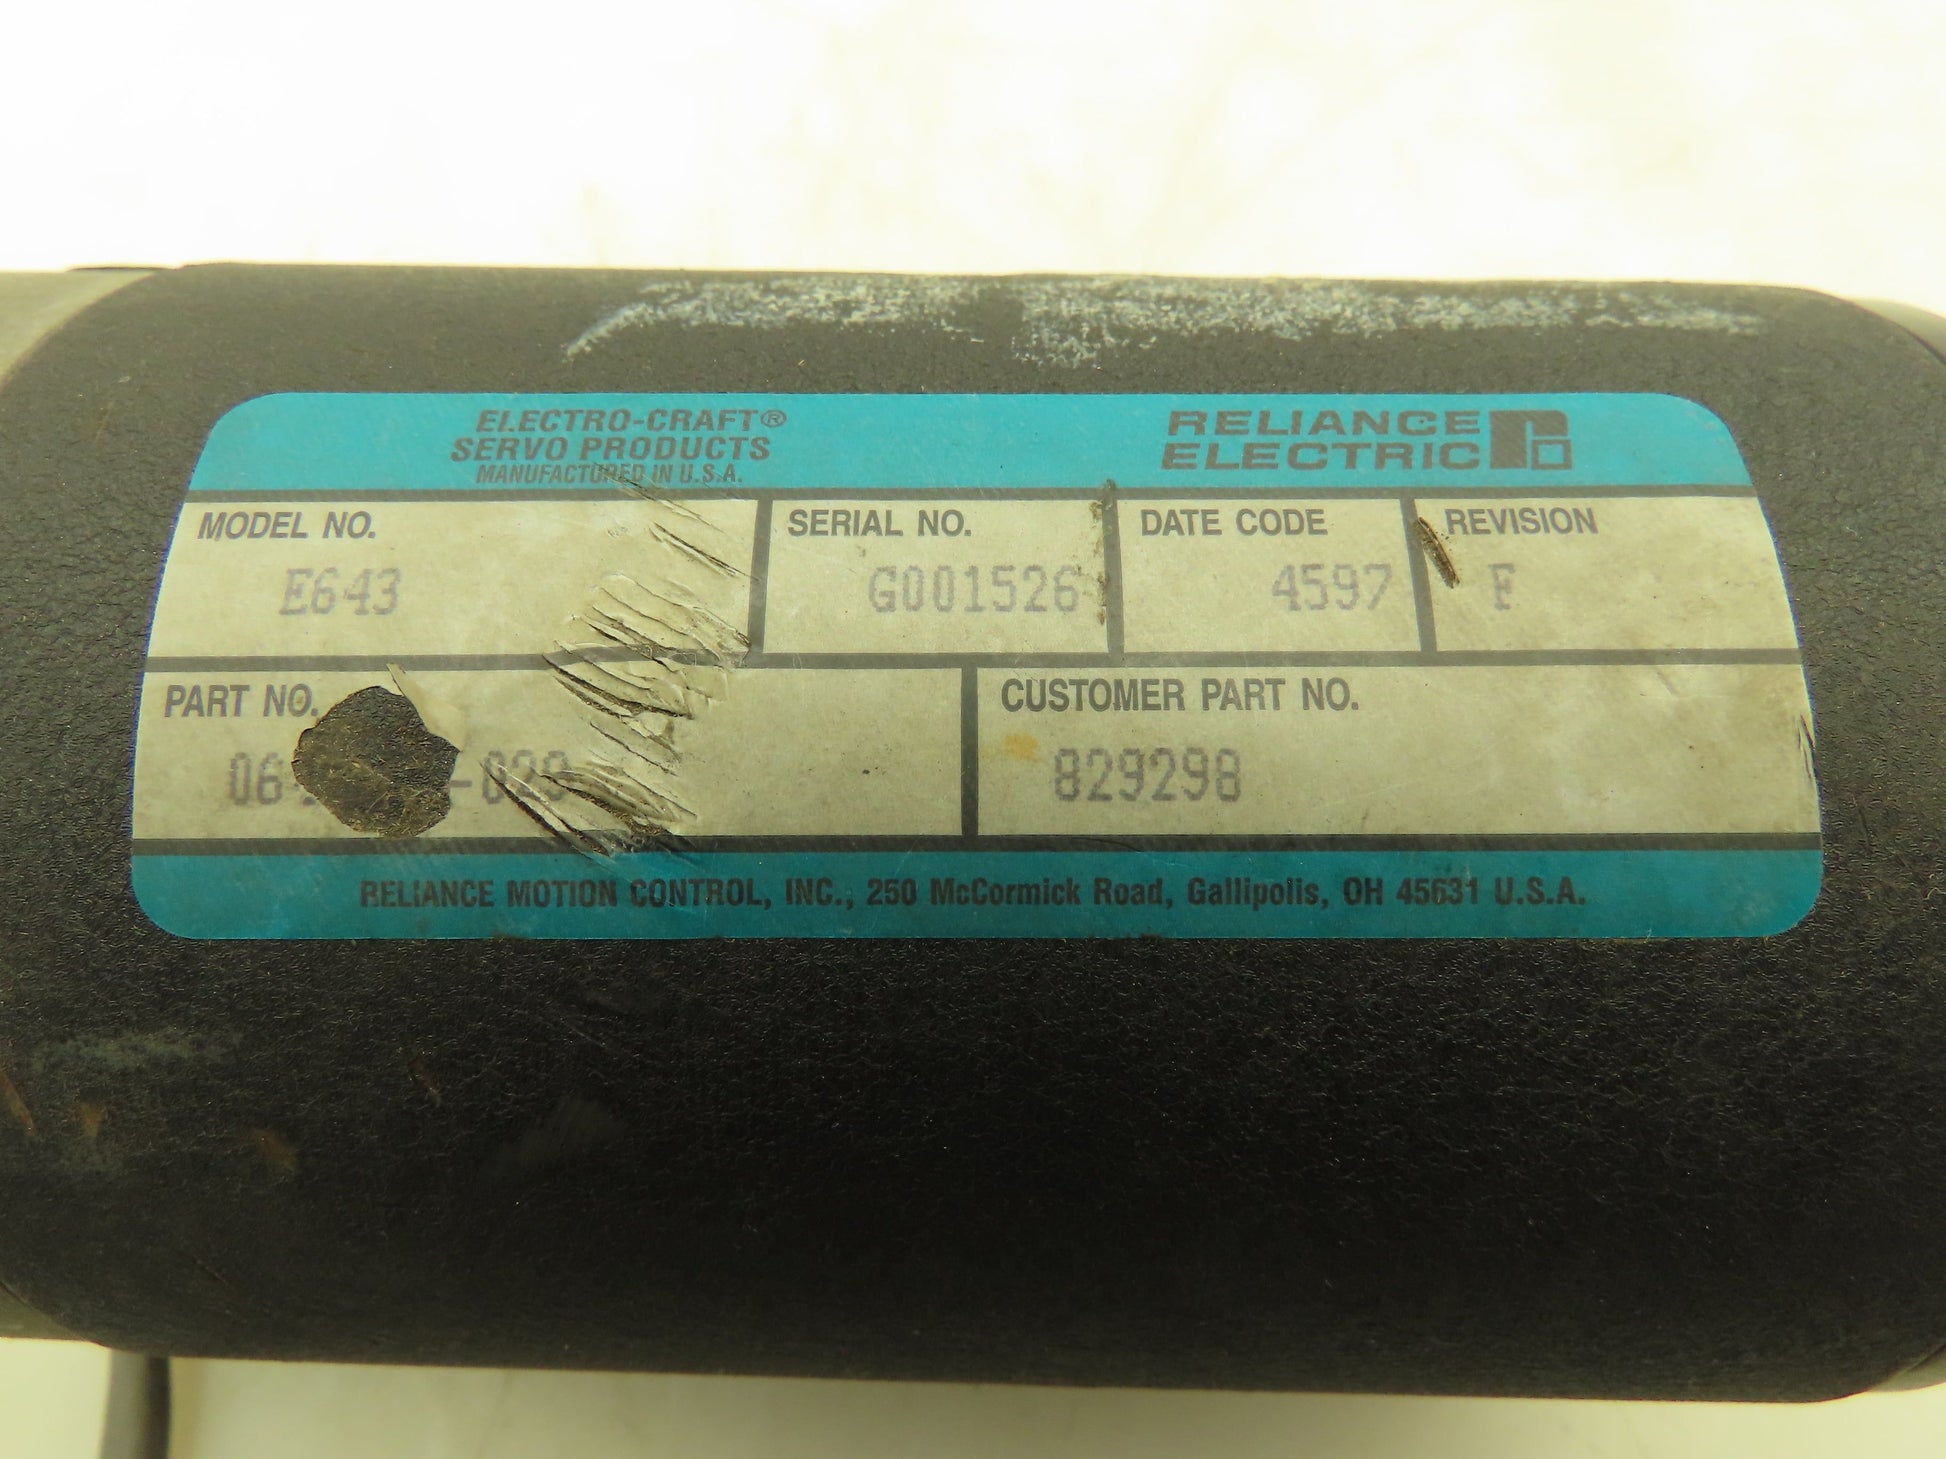 ELECTRO-CRAFT®
SERVO PRODUCTS
MANUFACTURED IN U.S.A.
RELIANCE
ELECTRIC
MODEL NO.
E643
SERIAL NO.
G001526
DATE CODE
4597
REVISION
F
PART NO.
CUSTOMER PART NO.
829298
RELIANCE MOTION CONTROL, INC., 250 McCormick Road, Gallipolis, OH 45631 U.S.A.